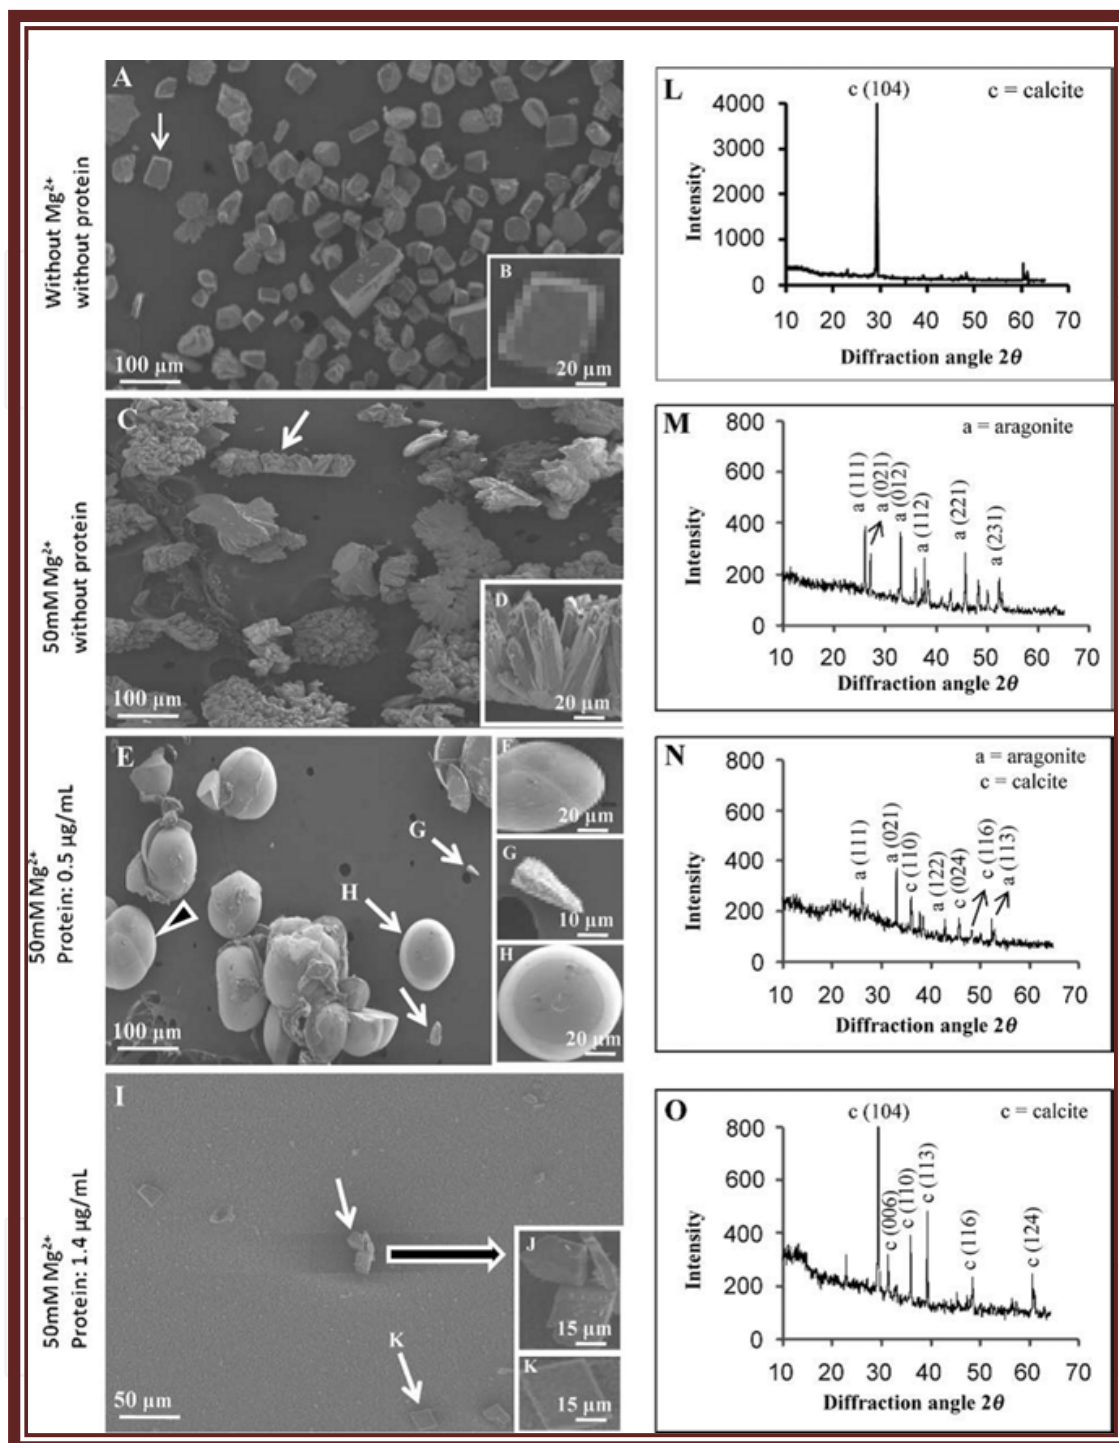 Without Mg²⁺
without protein
A
B
100 µm
20 µm
L
c (104)
c = calcite
4000
3000
2000
1000
0
Intensity
10 20 30 40 50 60 70
Diffraction angle 2θ
50mM Mg²⁺
without protein
C
D
100 µm
20 µm
M
a = aragonite
800
600
400
200
0
Intensity
a (111)
a (021)
a (012)
a (112)
a (221)
a (231)
10 20 30 40 50 60 70
Diffraction angle 2θ
50mM Mg²⁺
Protein: 0.5 µg/mL
E
G
H
100 µm
F
20 µm
G
10 µm
H
20 µm
N
a = aragonite
c = calcite
800
600
400
200
0
Intensity
a (111)
a (021)
c (110)
a (122)
c (024)
c (116)
a (113)
10 20 30 40 50 60 70
Diffraction angle 2θ
50mM Mg²⁺
Protein: 1.4 µg/mL
I
K
50 µm
J
15 µm
K
15 µm
O
c (104)
c = calcite
800
600
400
200
0
Intensity
c (006)
c (110)
c (113)
c (116)
c (124)
10 20 30 40 50 60 70
Diffraction angle 2θ